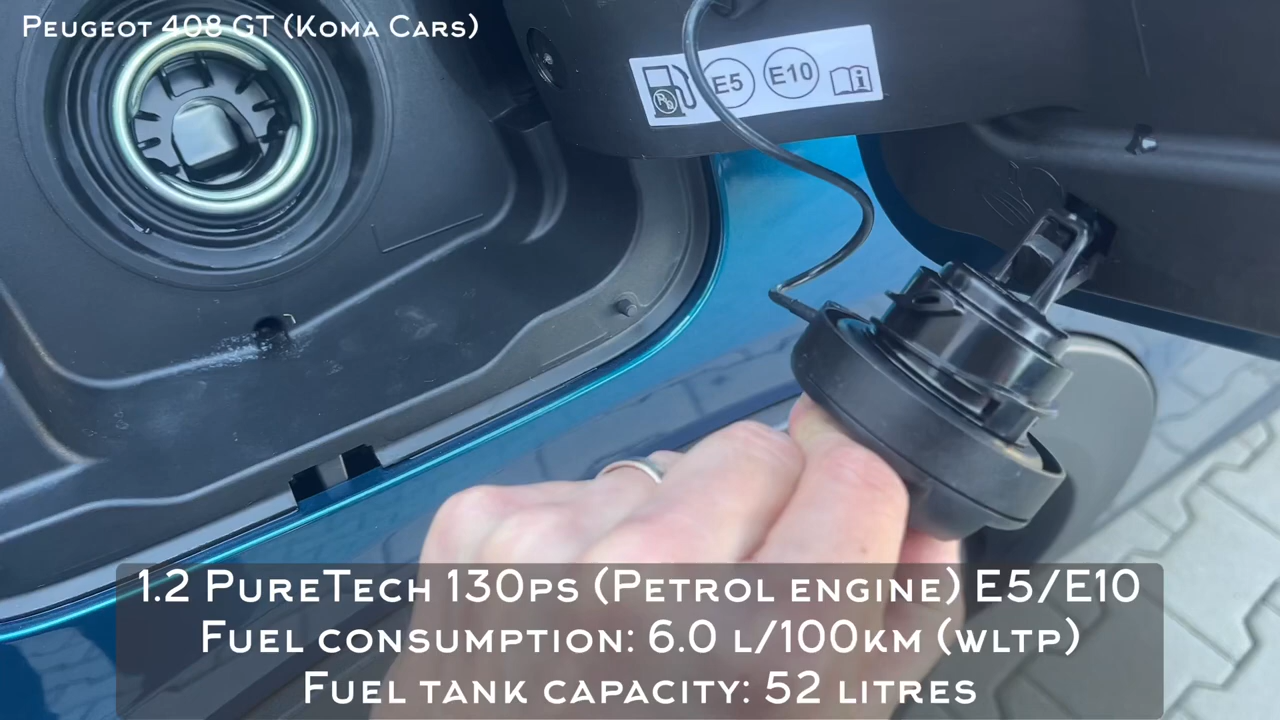 Peugeot 408 GT (Koma Cars)
E5 E10
1.2 PureTech 130ps (Petrol engine) E5/E10
Fuel consumption: 6.0 l/100km (wltp)
Fuel tank capacity: 52 litres